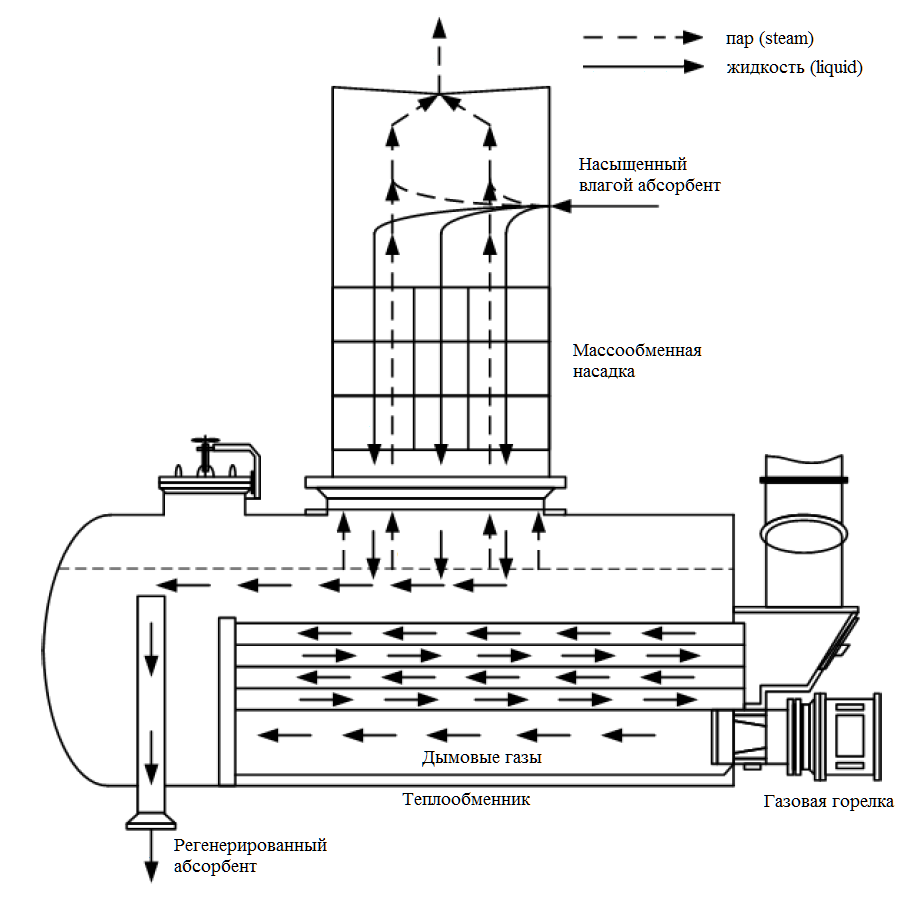 пар (steam)
жидкость (liquid)
Насыщенный
влагой абсорбент
Массообменная
насадка
Дымовые газы
Теплообменник
Газовая горелка
Регенерированный
абсорбент